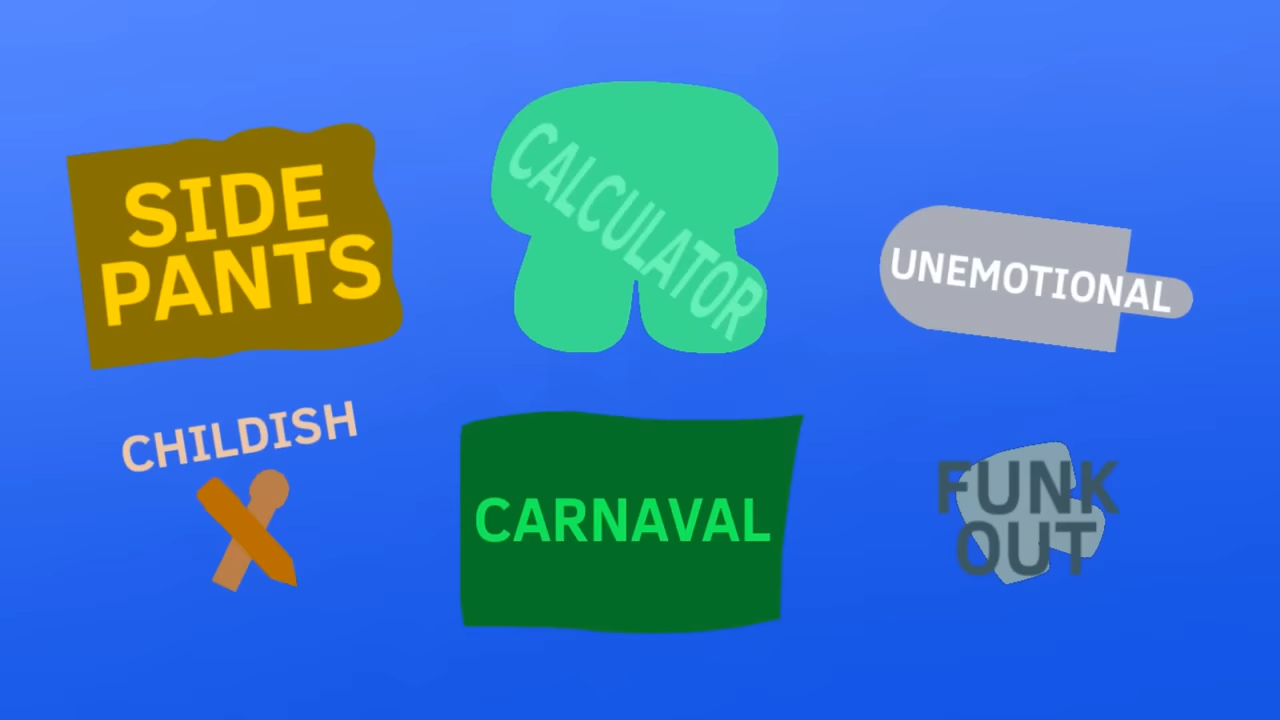 SIDE
PANTS
CALCULATOR
UNEMOTIONAL
CHILDISH
CARNAVAL
FUNK
OUT